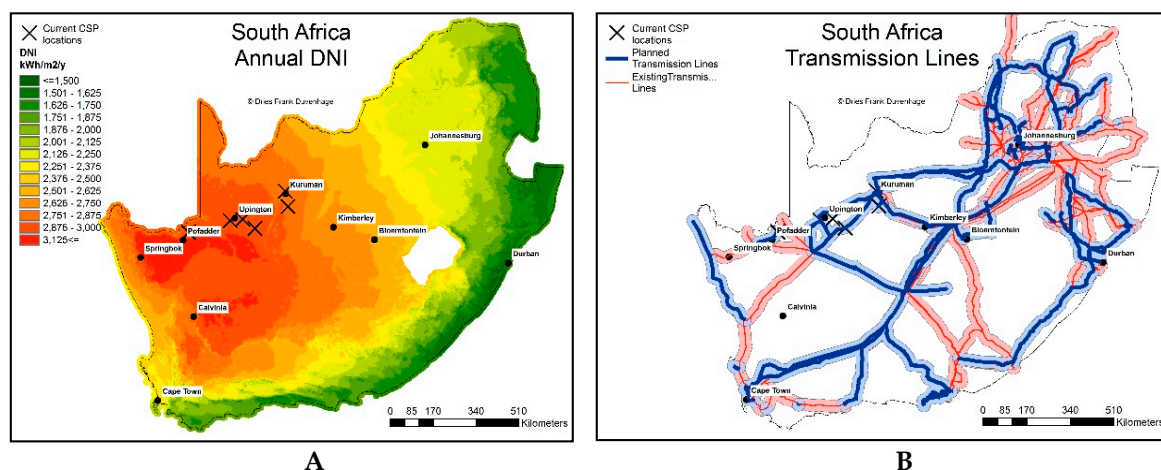 Current CSP
locations
DNI
kWh/m2/y
<=1,500
1,501 - 1,625
1,626 - 1,750
1,751 - 1,875
1,876 - 2,000
2,001 - 2,125
2,126 - 2,250
2,251 - 2,375
2,376 - 2,500
2,501 - 2,625
2,626 - 2,750
2,751 - 2,875
2,876 - 3,000
3,125<=
South Africa
Annual DNI
© Dries Frank Duvenhage
Johannesburg
Kuruman
Upington
Kimberley
Pofadder
Bloemfontein
Springbok
Durban
Calvinia
Cape Town
0 85 170 340 510
Kilometers
A
Current CSP
locations
Planned
Transmission Lines
ExistingTransmis...
Lines
South Africa
Transmission Lines
© Dries Frank Duvenhage
Johannesburg
Kuruman
Upington
Kimberley
Pofadder
Bloemfontein
Springbok
Durban
Calvinia
Cape Town
0 85 170 340 510
Kilometers
B